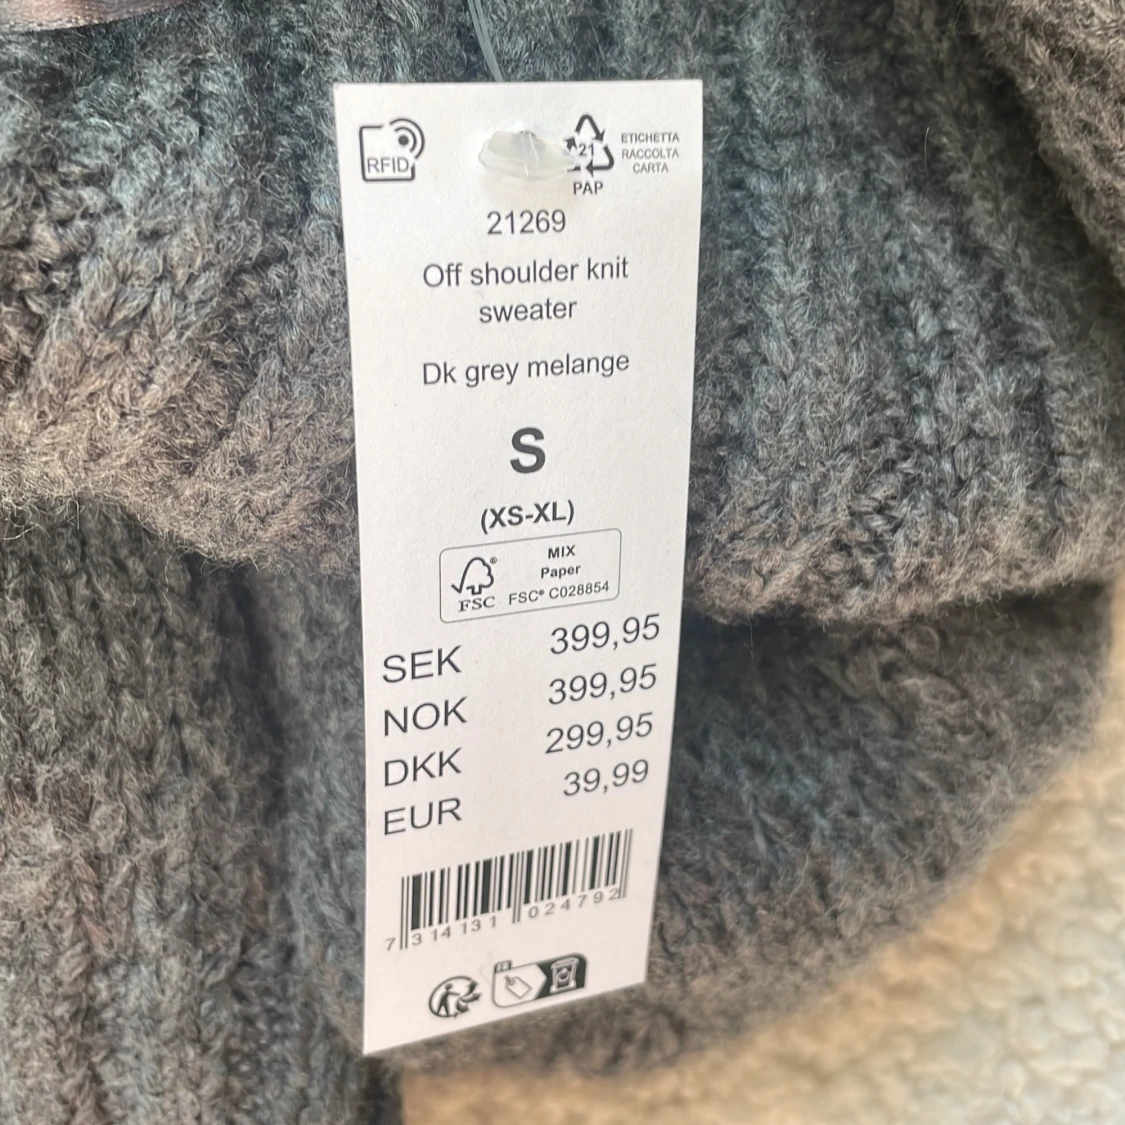 RFID
21
PAP
ETICHETTA
RACCOLTA
CARTA
21269
Off shoulder knit
sweater
Dk grey melange
S
(XS-XL)
FSC
MIX
Paper
FSC® C028854
SEK 399,95
NOK 399,95
DKK 299,95
EUR 39,99
7 314131 024792
FR